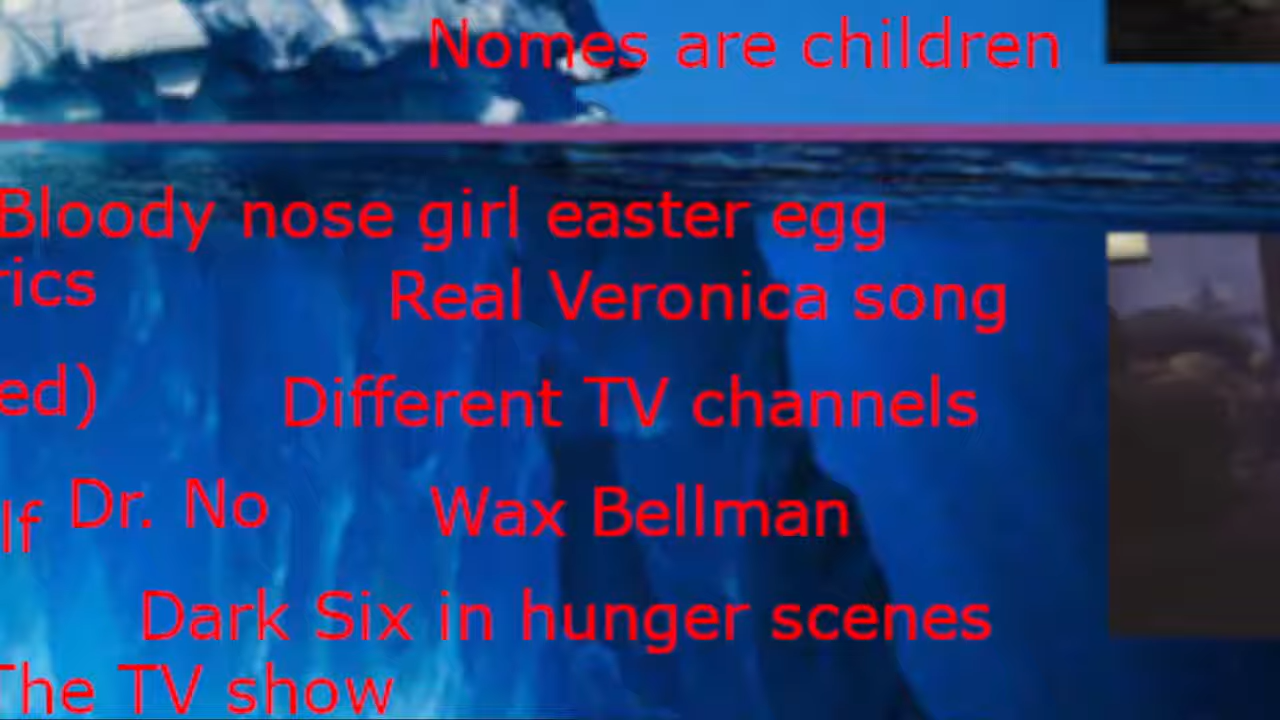 Nomes are children
Bloody nose girl easter egg
rics
Real Veronica song
ed)
Different TV channels
lf
Dr. No
Wax Bellman
Dark Six in hunger scenes
The TV show